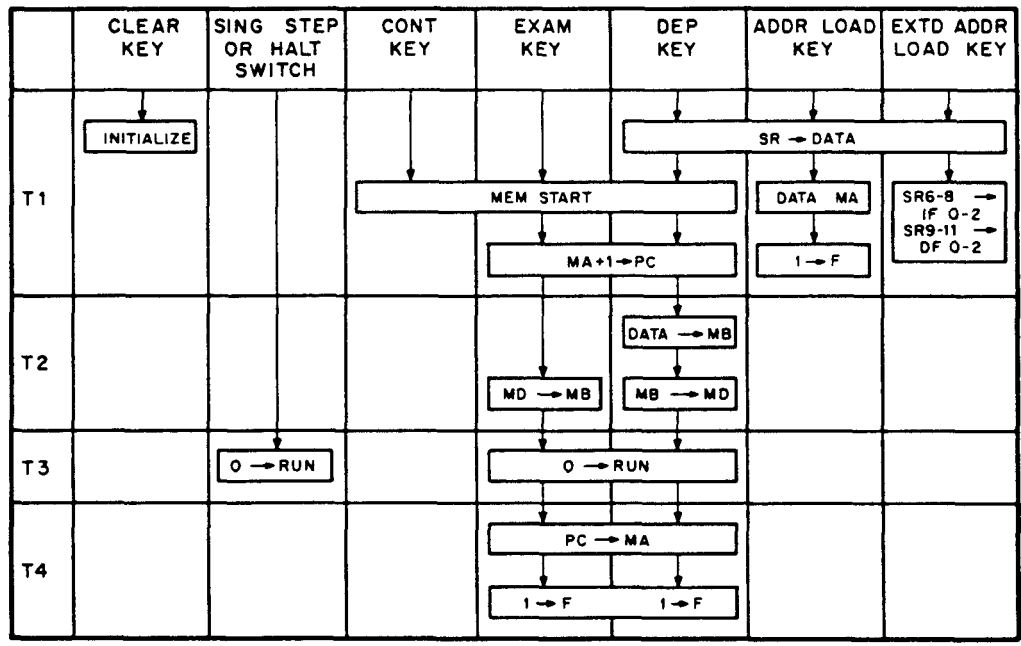 CLEAR KEY
SING STEP OR HALT SWITCH
CONT KEY
EXAM KEY
DEP KEY
ADDR LOAD KEY
EXTD ADDR LOAD KEY
T1
INITIALIZE
SR → DATA
MEM START
DATA MA
SR6-8 →
IF 0-2
SR9-11 →
DF 0-2
MA+1→PC
1→F
T2
DATA →MB
MD →MB
MB →MD
T3
0 →RUN
0 →RUN
T4
PC →MA
1→F
1→F